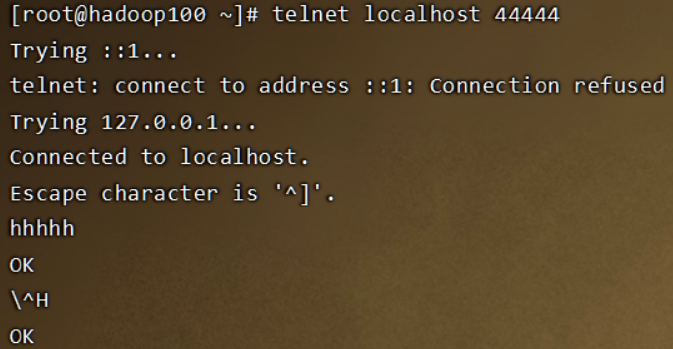 [root@hadoop100 ~]# telnet localhost 44444
Trying ::1...
telnet: connect to address ::1: Connection refused
Trying 127.0.0.1...
Connected to localhost.
Escape character is '^]'.
hhhhh
OK
\^H
OK